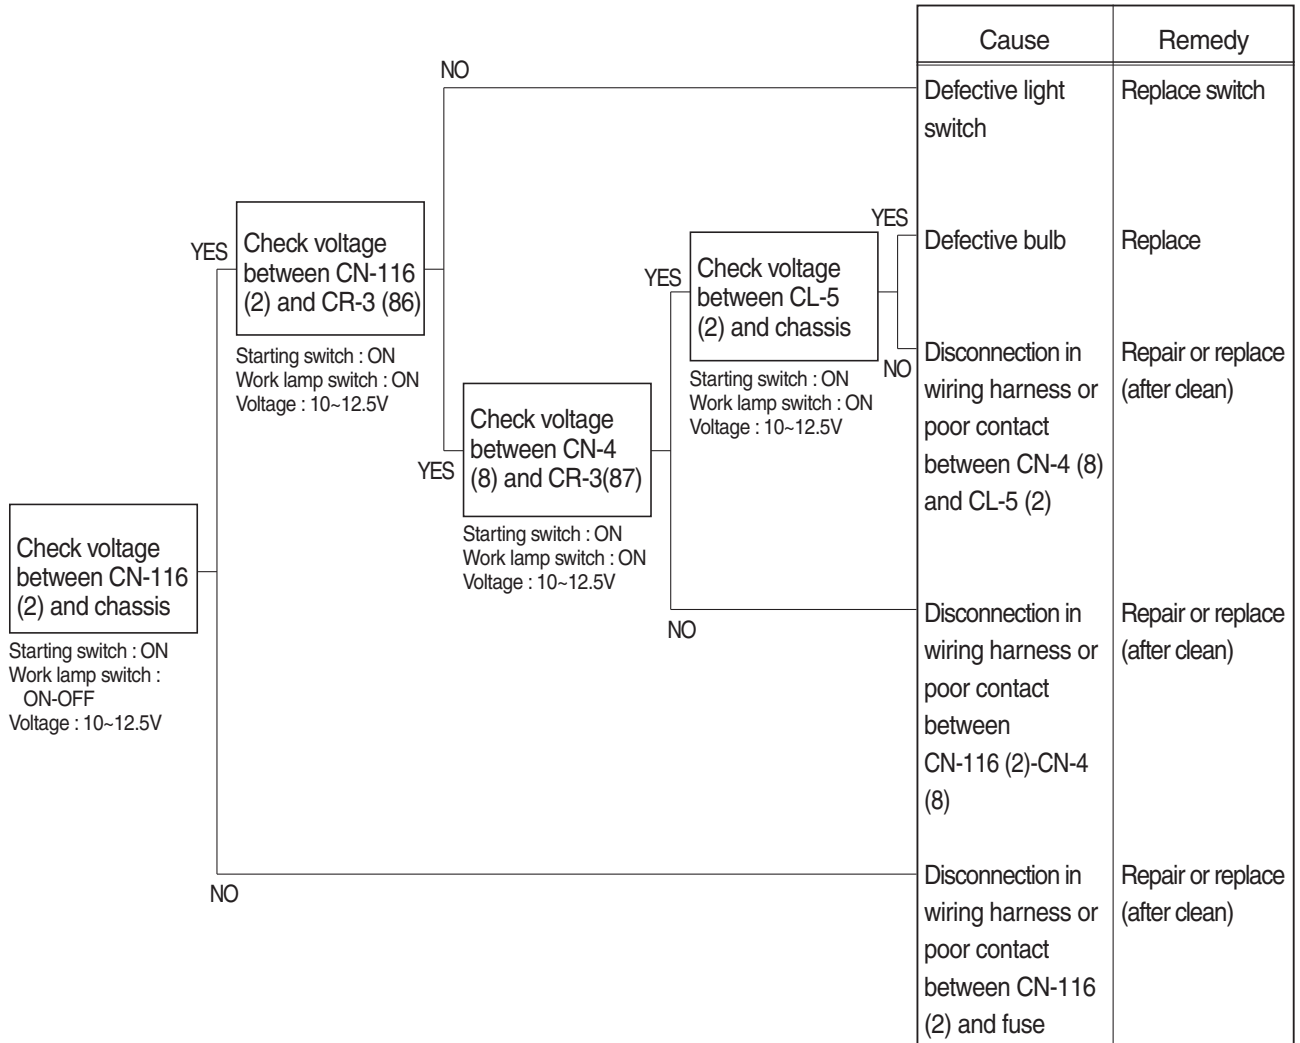 Cause
Remedy
NO
Defective light
switch
Replace switch
YES
Check voltage
between CN-116
(2) and CR-3 (86)
Starting switch : ON
Work lamp switch : ON
Voltage : 10~12.5V
YES
Check voltage
between CL-5
(2) and chassis
Starting switch : ON
Work lamp switch : ON
Voltage : 10~12.5V
YES
Defective bulb
Replace
NO
Disconnection in
wiring harness or
poor contact
between CN-4 (8)
and CL-5 (2)
Repair or replace
(after clean)
YES
Check voltage
between CN-4
(8) and CR-3(87)
Starting switch : ON
Work lamp switch : ON
Voltage : 10~12.5V
Check voltage
between CN-116
(2) and chassis
Starting switch : ON
Work lamp switch :
ON-OFF
Voltage : 10~12.5V
NO
Disconnection in
wiring harness or
poor contact
between
CN-116 (2)-CN-4
(8)
Repair or replace
(after clean)
NO
Disconnection in
wiring harness or
poor contact
between CN-116
(2) and fuse
Repair or replace
(after clean)